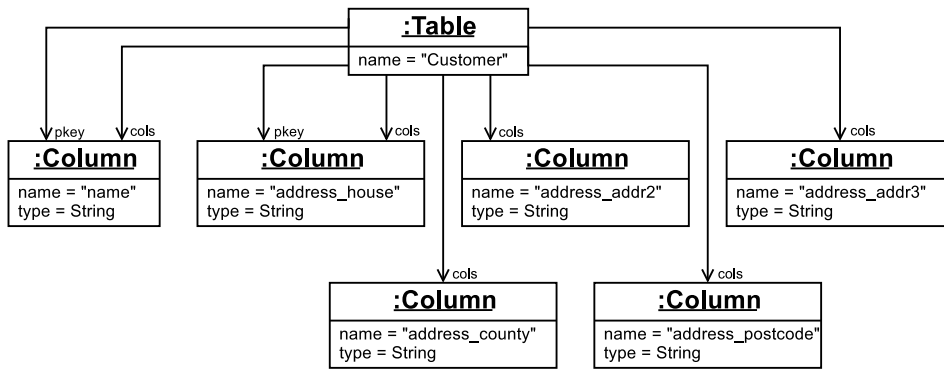 :Table
name = "Customer"
pkey
cols
pkey
cols
cols
cols
:Column
name = "name"
type = String
:Column
name = "address_house"
type = String
:Column
name = "address_addr2"
type = String
:Column
name = "address_addr3"
type = String
cols
cols
:Column
name = "address_county"
type = String
:Column
name = "address_postcode"
type = String